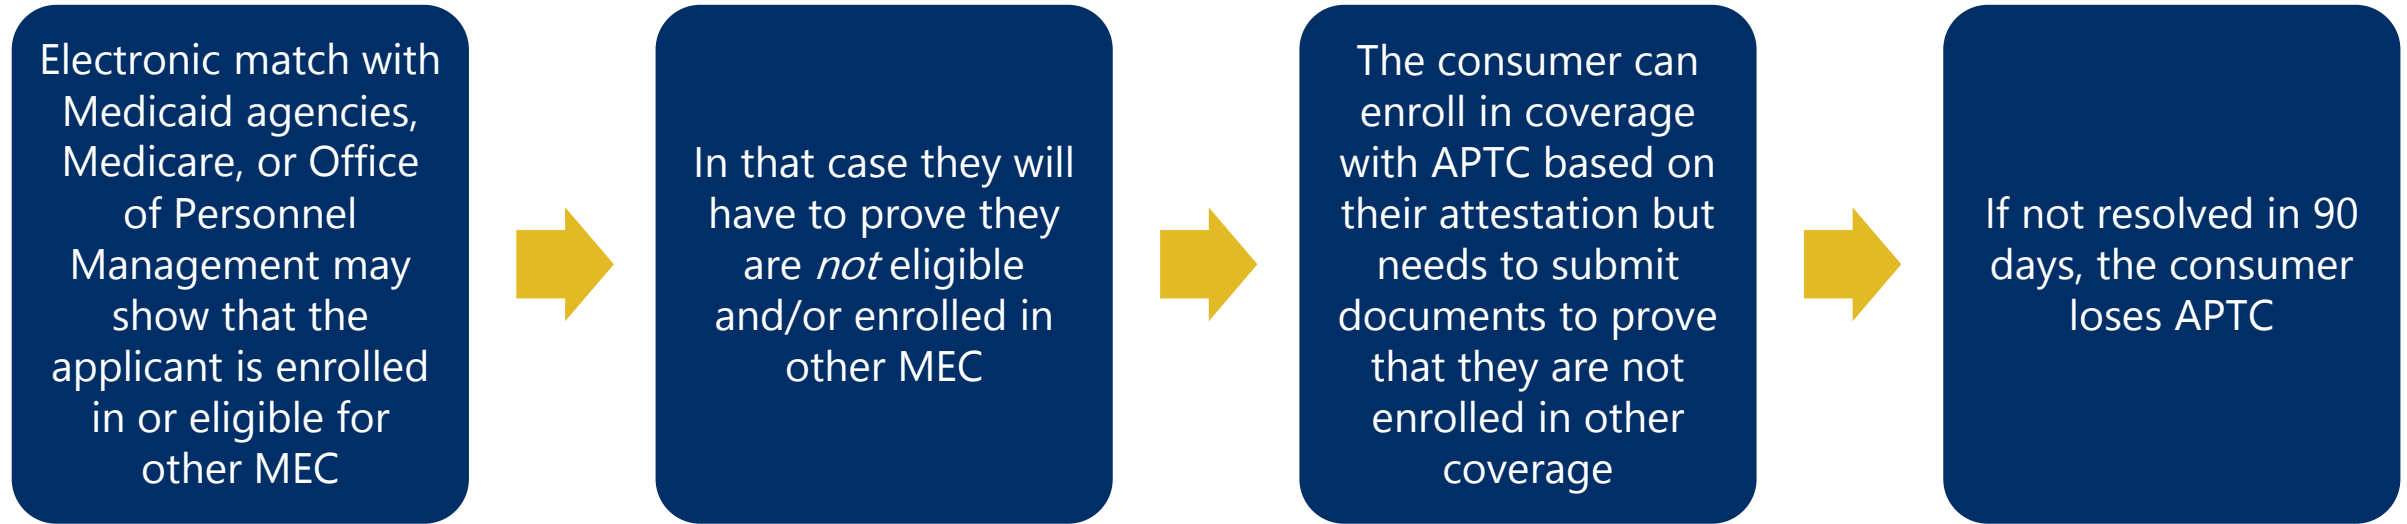 Electronic match with
Medicaid agencies,
Medicare, or Office
of Personnel
Management may
show that the
applicant is enrolled
in or eligible for
other MEC
In that case they will
have to prove they
are not eligible
and/or enrolled in
other MEC
The consumer can
enroll in coverage
with APTC based on
their attestation but
needs to submit
documents to prove
that they are not
enrolled in other
coverage
If not resolved in 90
days, the consumer
loses APTC